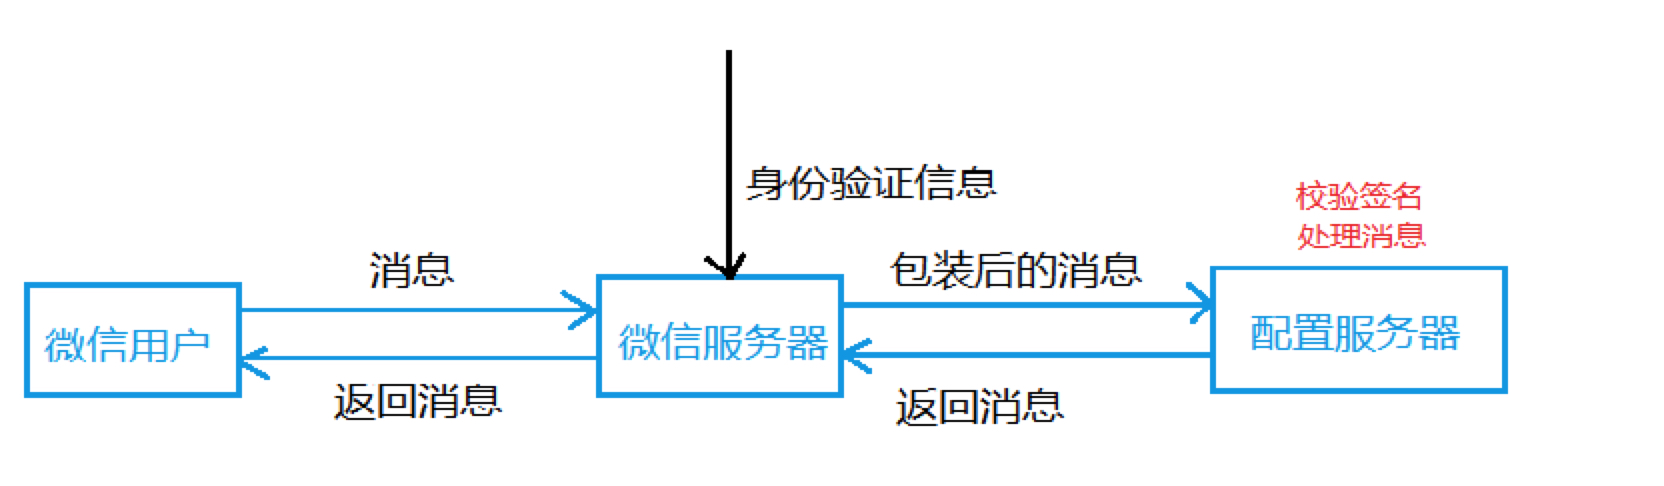 身份验证信息
校验签名
处理消息
消息
包装后的消息
微信用户
微信服务器
配置服务器
返回消息
返回消息